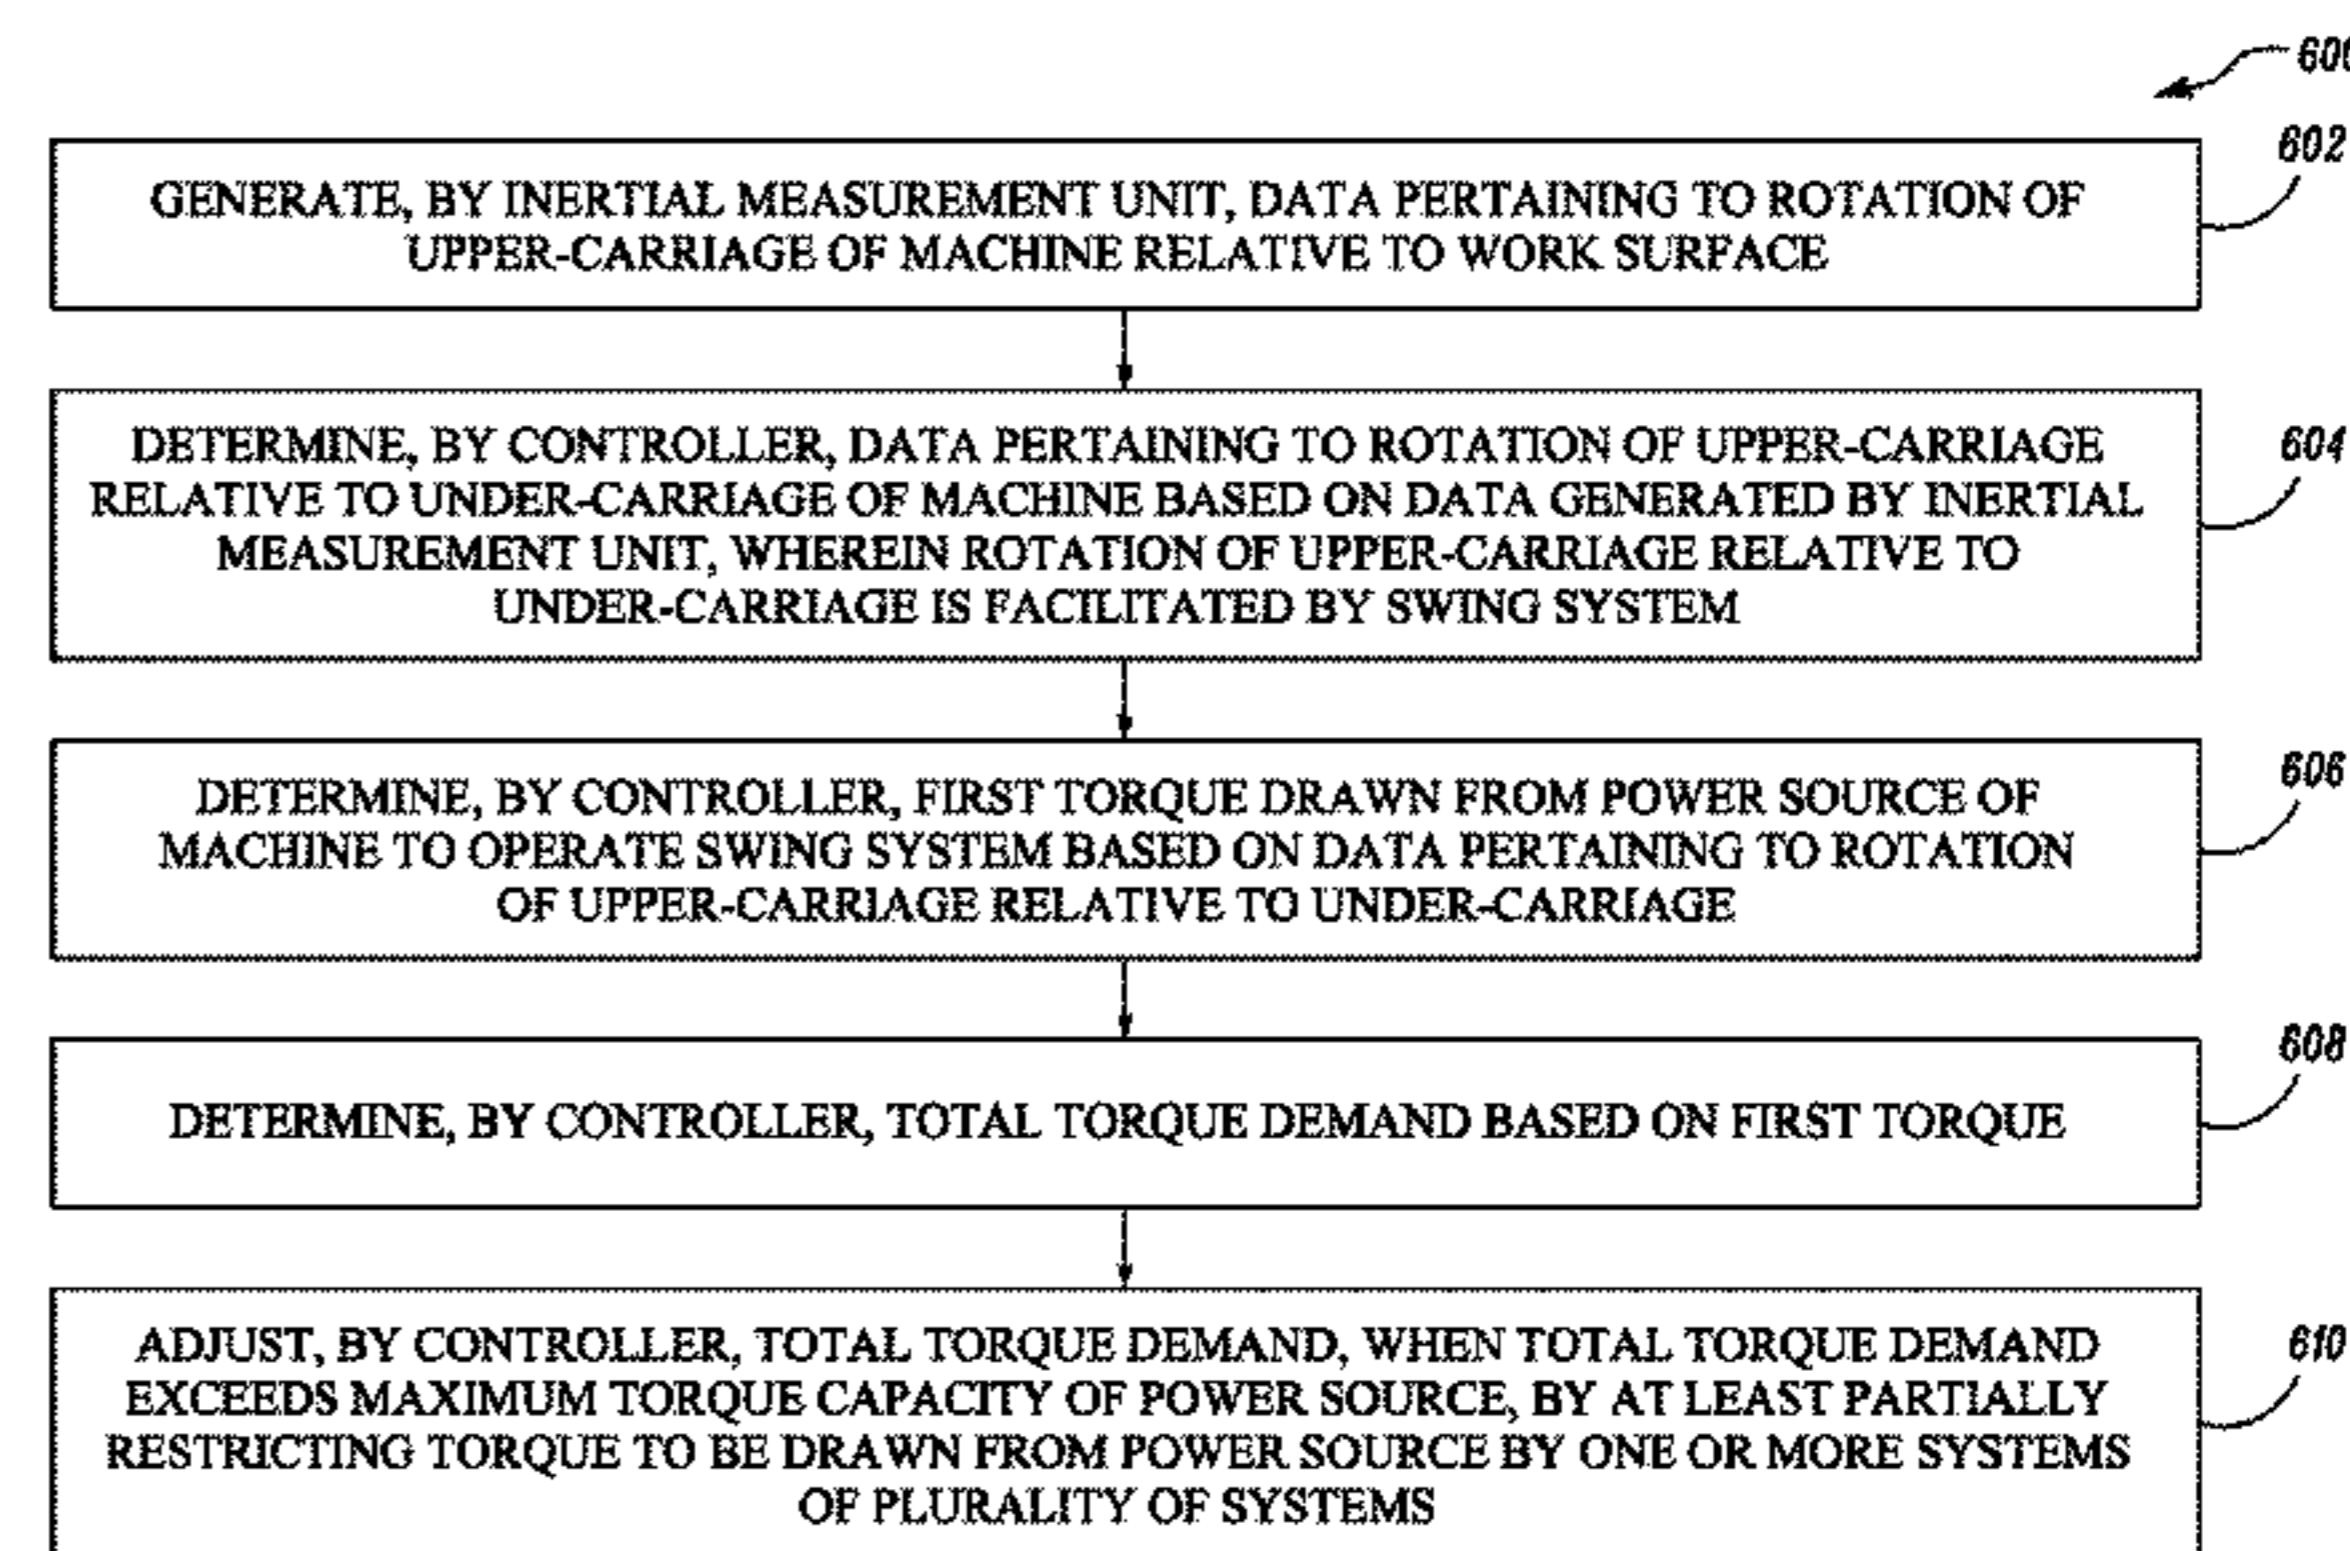 600
602
GENERATE, BY INERTIAL MEASUREMENT UNIT, DATA PERTAINING TO ROTATION OF
UPPER-CARRIAGE OF MACHINE RELATIVE TO WORK SURFACE
604
DETERMINE, BY CONTROLLER, DATA PERTAINING TO ROTATION OF UPPER-CARRIAGE
RELATIVE TO UNDER-CARRIAGE OF MACHINE BASED ON DATA GENERATED BY INERTIAL
MEASUREMENT UNIT, WHEREIN ROTATION OF UPPER-CARRIAGE RELATIVE TO
UNDER-CARRIAGE IS FACILITATED BY SWING SYSTEM
606
DETERMINE, BY CONTROLLER, FIRST TORQUE DRAWN FROM POWER SOURCE OF
MACHINE TO OPERATE SWING SYSTEM BASED ON DATA PERTAINING TO ROTATION
OF UPPER-CARRIAGE RELATIVE TO UNDER-CARRIAGE
608
DETERMINE, BY CONTROLLER, TOTAL TORQUE DEMAND BASED ON FIRST TORQUE
610
ADJUST, BY CONTROLLER, TOTAL TORQUE DEMAND, WHEN TOTAL TORQUE DEMAND
EXCEEDS MAXIMUM TORQUE CAPACITY OF POWER SOURCE, BY AT LEAST PARTIALLY
RESTRICTING TORQUE TO BE DRAWN FROM POWER SOURCE BY ONE OR MORE SYSTEMS
OF PLURALITY OF SYSTEMS